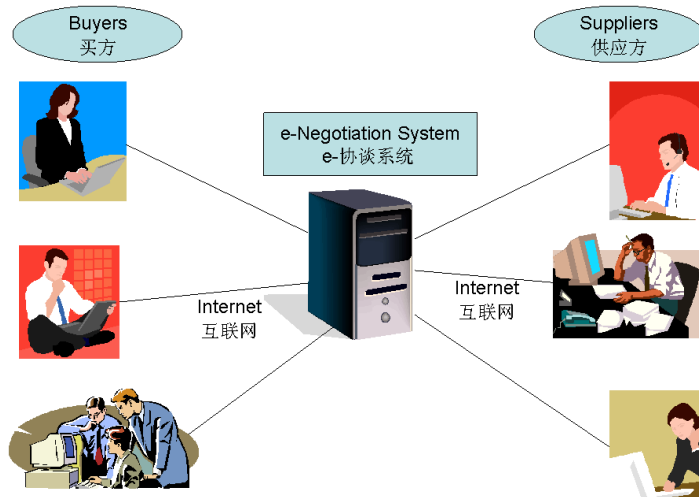 Buyers
买方
Suppliers
供应方
e-Negotiation System
e-协谈系统
Internet
互联网
Internet
互联网